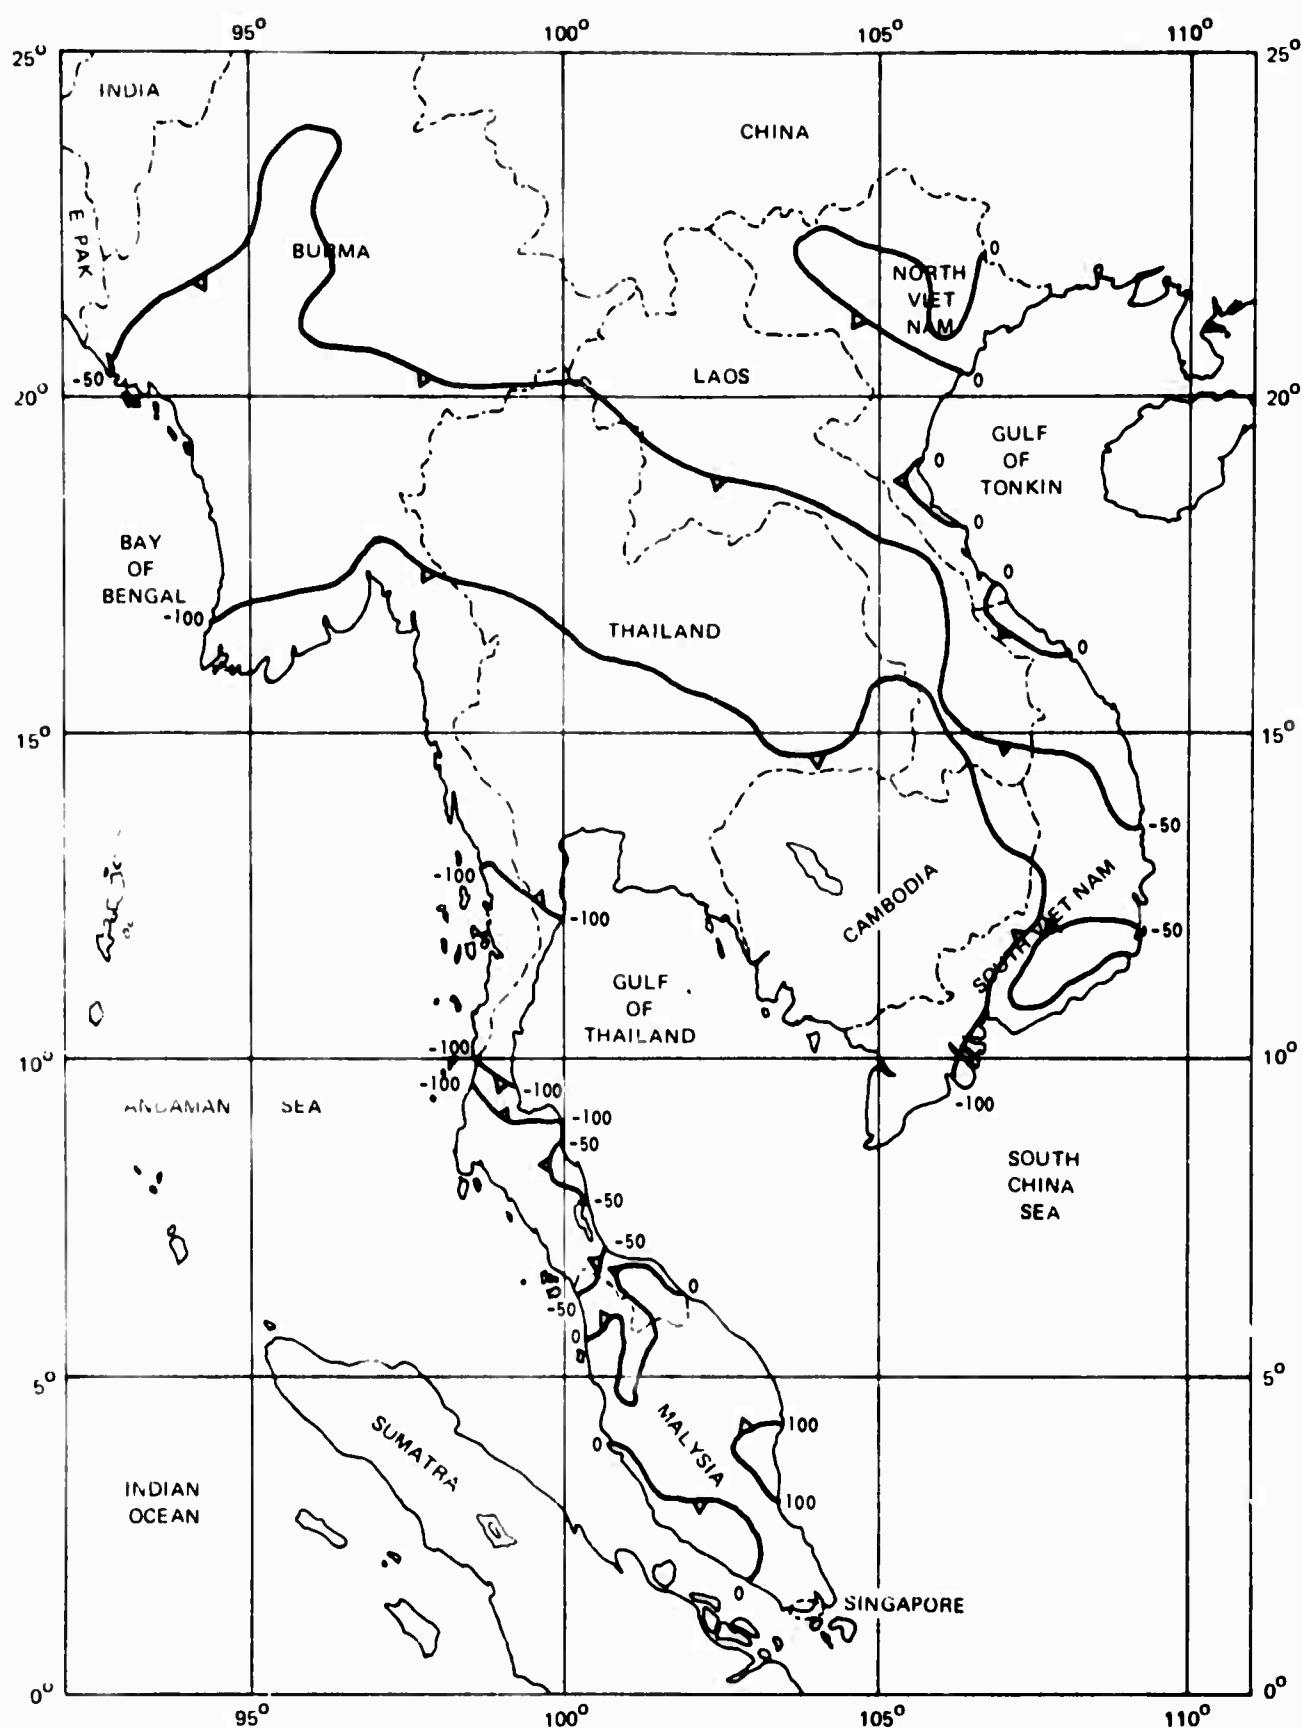 95°
100°
105°
110°
25°
25°
INDIA
CHINA
E PAK
BURMA
0
NORTH
VIET
NAM
LAOS
-50
0
20°
20°
GULF
OF
TONKIN
0
0
BAY
OF
BENGAL
0
-100
THAILAND
0
15°
15°
-50
-100
CAMBODIA
SOUTH VIET NAM
-100
-50
GULF
OF
THAILAND
-100
10°
10°
-100
-100
ANDAMAN SEA
-100
-100
-50
SOUTH
CHINA
SEA
-50
-50
0
-50
0
5°
5°
MALYSIA
100
SUMATRA
0
INDIAN
OCEAN
100
0
SINGAPORE
0°
0°
95°
100°
105°
110°